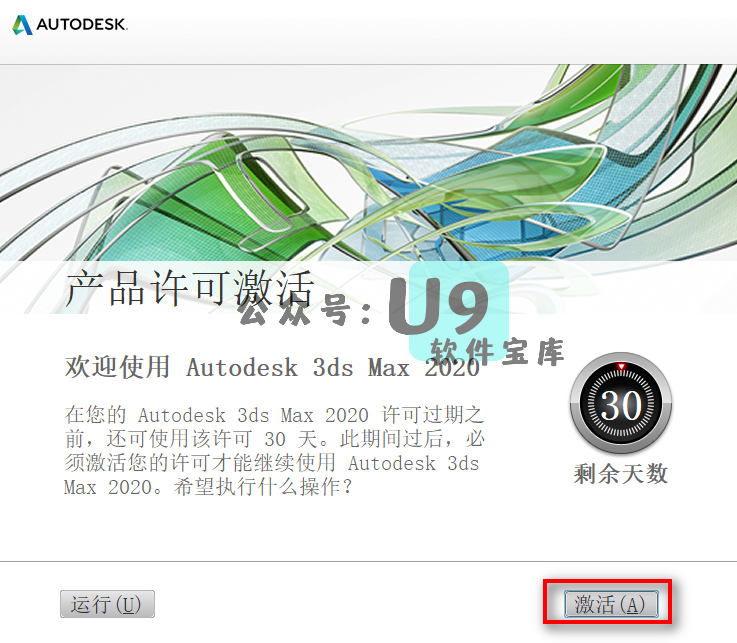 AUTODESK.
产品许可激活
公众号：U9
软件宝库
欢迎使用 Autodesk 3ds Max 2020
在您的 Autodesk 3ds Max 2020 许可过期之
前，还可使用该许可 30 天。此期间过后，必
须激活您的许可才能继续使用 Autodesk 3ds
Max 2020。希望执行什么操作？
30
剩余天数
运行(U)
激活(A)